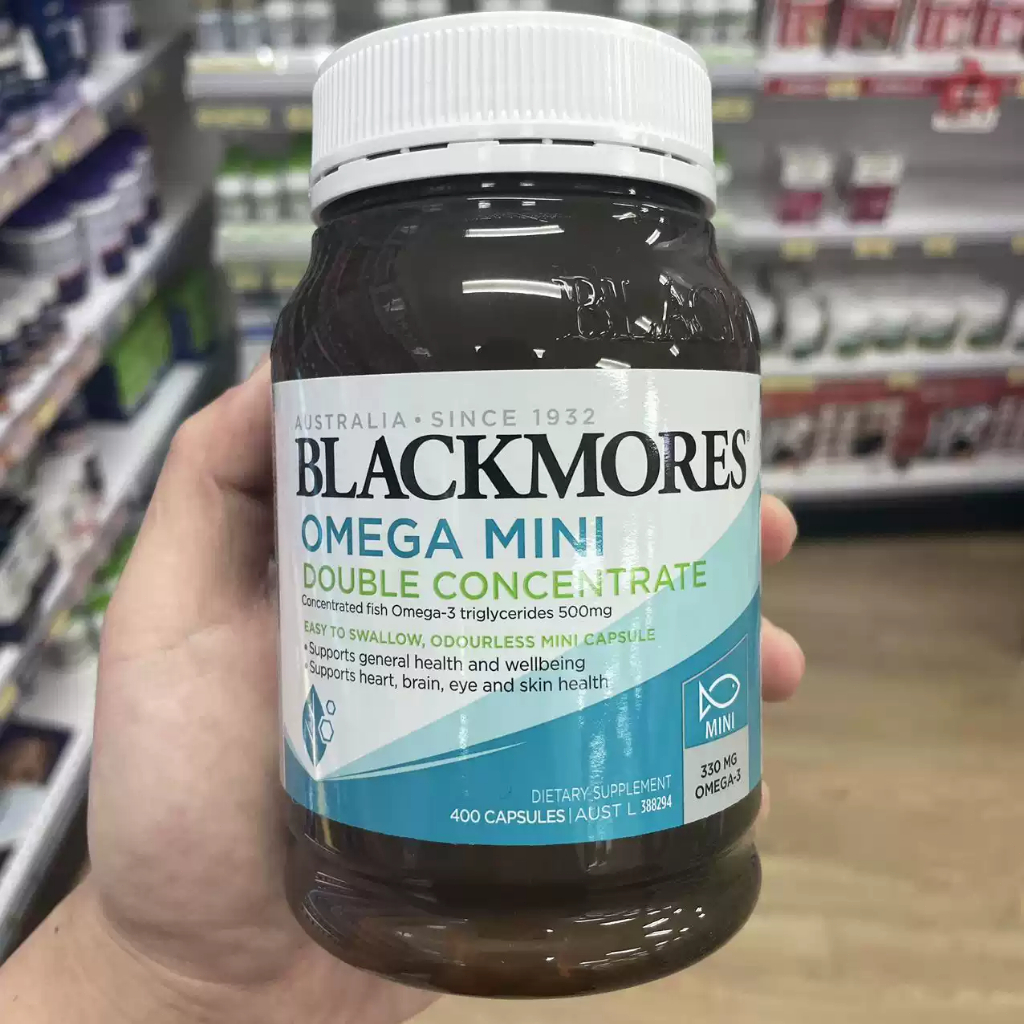 BLAC
AUSTRALIA • SINCE 1932
BLACKMORES®
OMEGA MINI
DOUBLE CONCENTRATE
Concentrated fish Omega-3 triglycerides 500mg
EASY TO SWALLOW, ODOURLESS MINI CAPSULE
• Supports general health and wellbeing
• Supports heart, brain, eye and skin health
MINI
330 MG
OMEGA-3
DIETARY SUPPLEMENT
400 CAPSULES | AUST L 388294